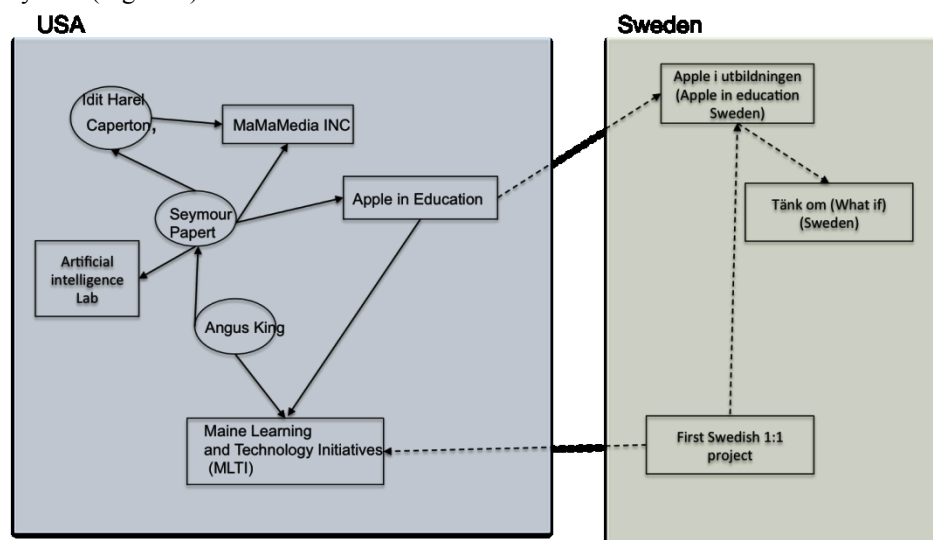 USA
Sweden
Idit Harel
Caperton,
MaMaMedia INC
Seymour
Papert
Apple in Education
Artificial
intelligence
Lab
Angus King
Maine Learning
and Technology Initiatives
(MLTI)
Apple i utbildningen
(Apple in education
Sweden)
Tänk om (What if)
(Sweden)
First Swedish 1:1
project